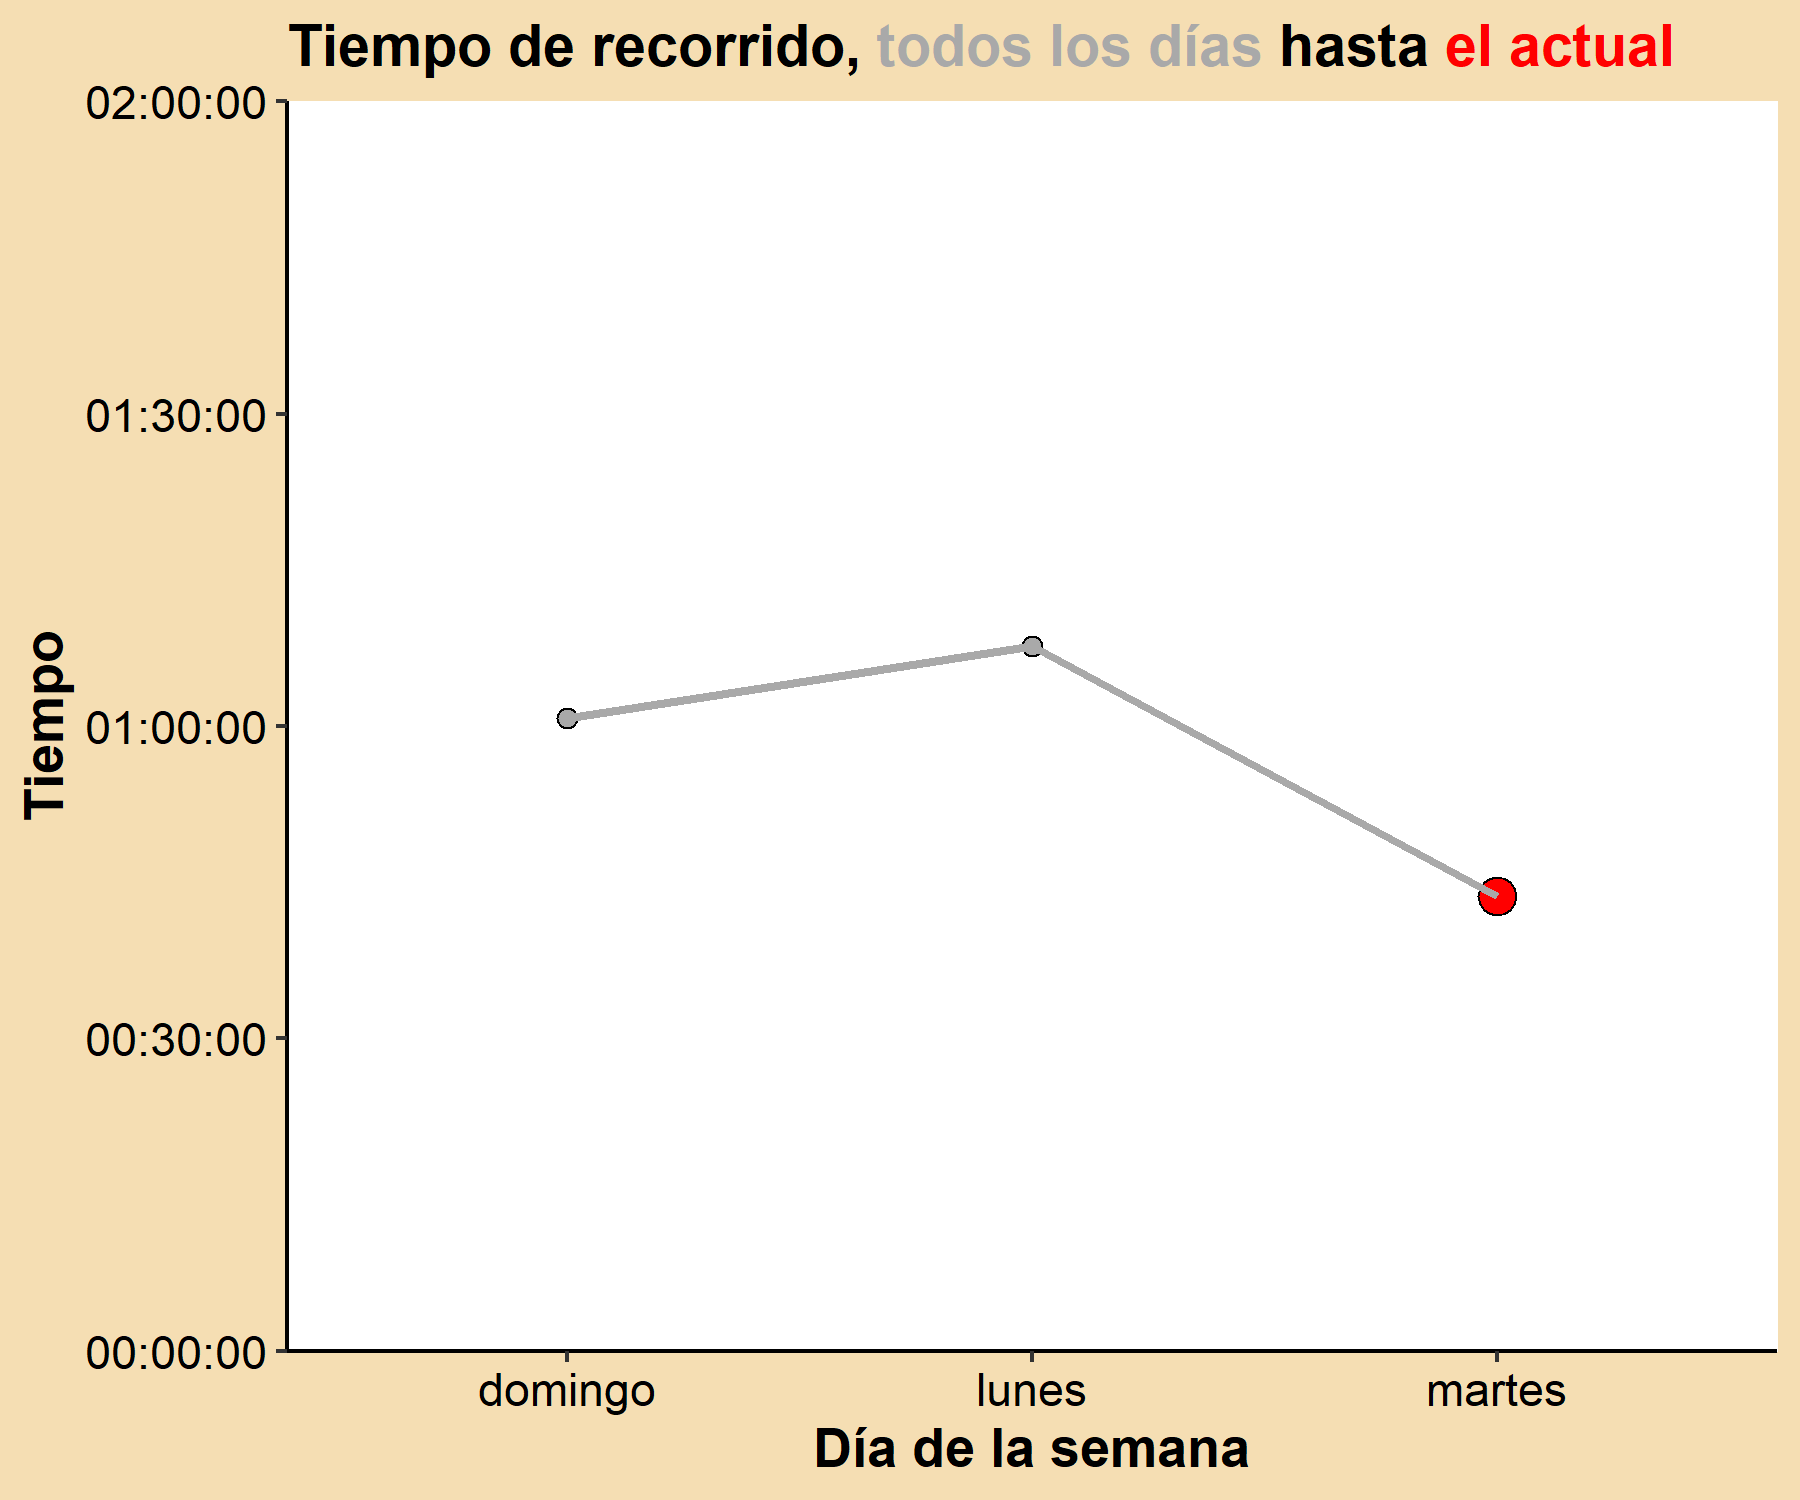 Tiempo de recorrido, todos los días hasta el actual
02:00:00
01:30:00
01:00:00
00:30:00
00:00:00
Tiempo
domingo
lunes
martes
Día de la semana